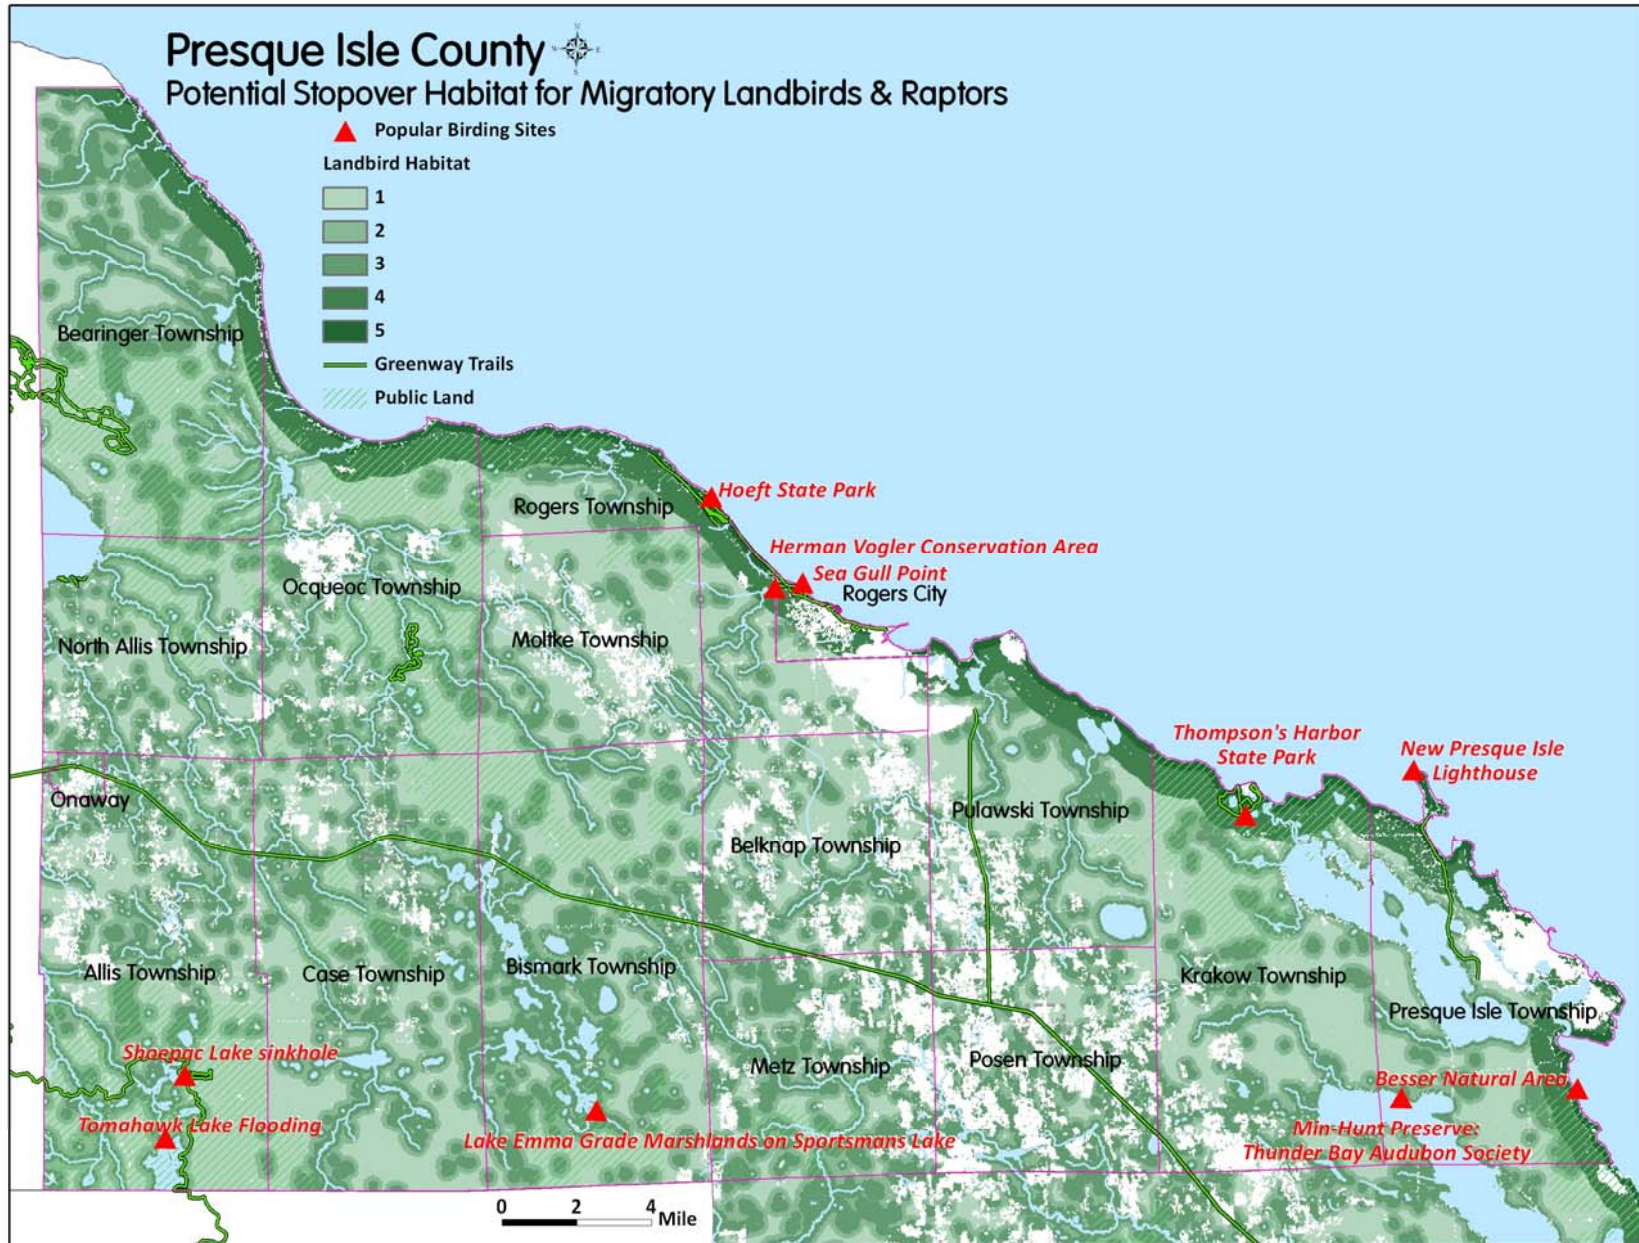 Presque Isle County
N
W
E
S
Potential Stopover Habitat for Migratory Landbirds & Raptors
Popular Birding Sites
Landbird Habitat
1
2
3
4
5
Greenway Trails
Public Land
Bearinger Township
Rogers Township
Hoeft State Park
Herman Vogler Conservation Area
Sea Gull Point
Rogers City
Ocqueoc Township
North Allis Township
Moltke Township
Thompson's Harbor
State Park
New Presque Isle
Lighthouse
Onaway
Pulawski Township
Belknap Township
Allis Township
Case Township
Bismark Township
Krakow Township
Presque Isle Township
Shoepac Lake sinkhole
Metz Township
Posen Township
Besser Natural Area
Tomahawk Lake Flooding
Lake Emma Grade Marshlands on Sportsmans Lake
Min-Hunt Preserve:
Thunder Bay Audubon Society
0 2 4 Mile